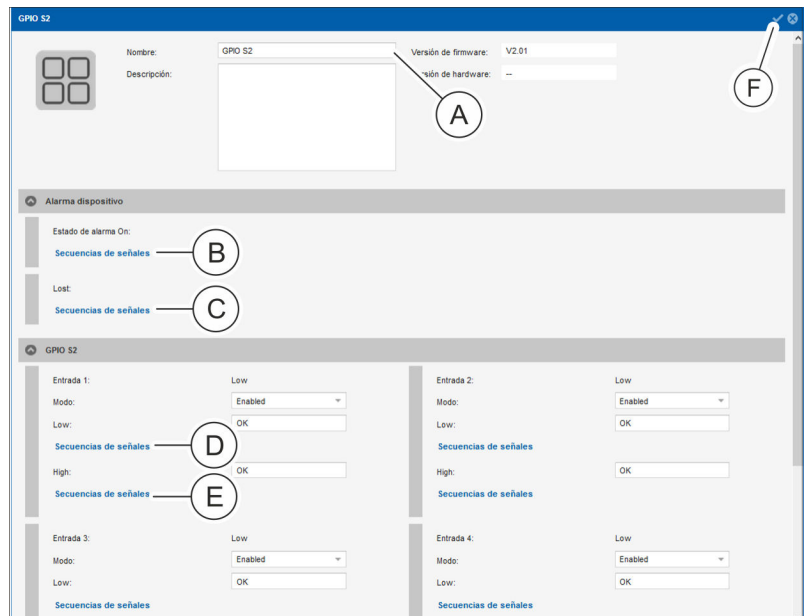 GPIO S2
Nombre: GPIO S2 Versión de firmware: V2.01
Descripción: rsión de hardware: --
A
F
Alarma dispositivo
Estado de alarma On:
Secuencias de señales B
Lost:
Secuencias de señales C
GPIO S2
Entrada 1: Low Entrada 2: Low
Modo: Enabled Modo: Enabled
Low: OK Low: OK
Secuencias de señales D Secuencias de señales
High: OK High: OK
Secuencias de señales E Secuencias de señales
Entrada 3: Low Entrada 4: Low
Modo: Enabled Modo: Enabled
Low: OK Low: OK
Secuencias de señales Secuencias de señales